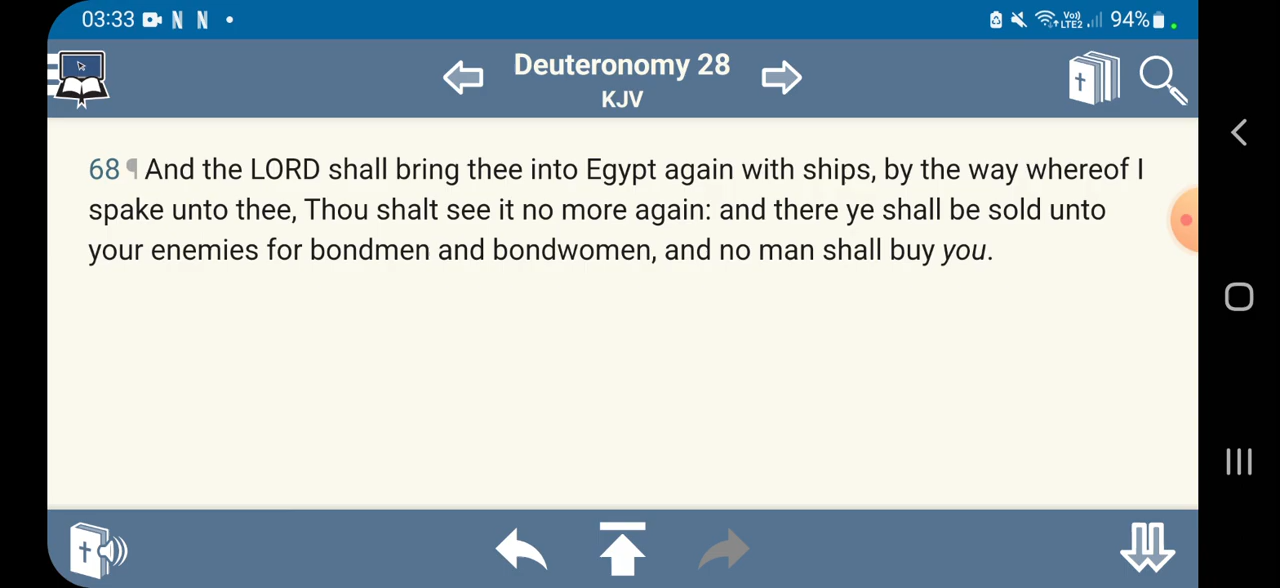 03:33 N N Vo) LTE2 94%
Deuteronomy 28
KJV
68 ¶ And the LORD shall bring thee into Egypt again with ships, by the way whereof I
spake unto thee, Thou shalt see it no more again: and there ye shall be sold unto
your enemies for bondmen and bondwomen, and no man shall buy you.